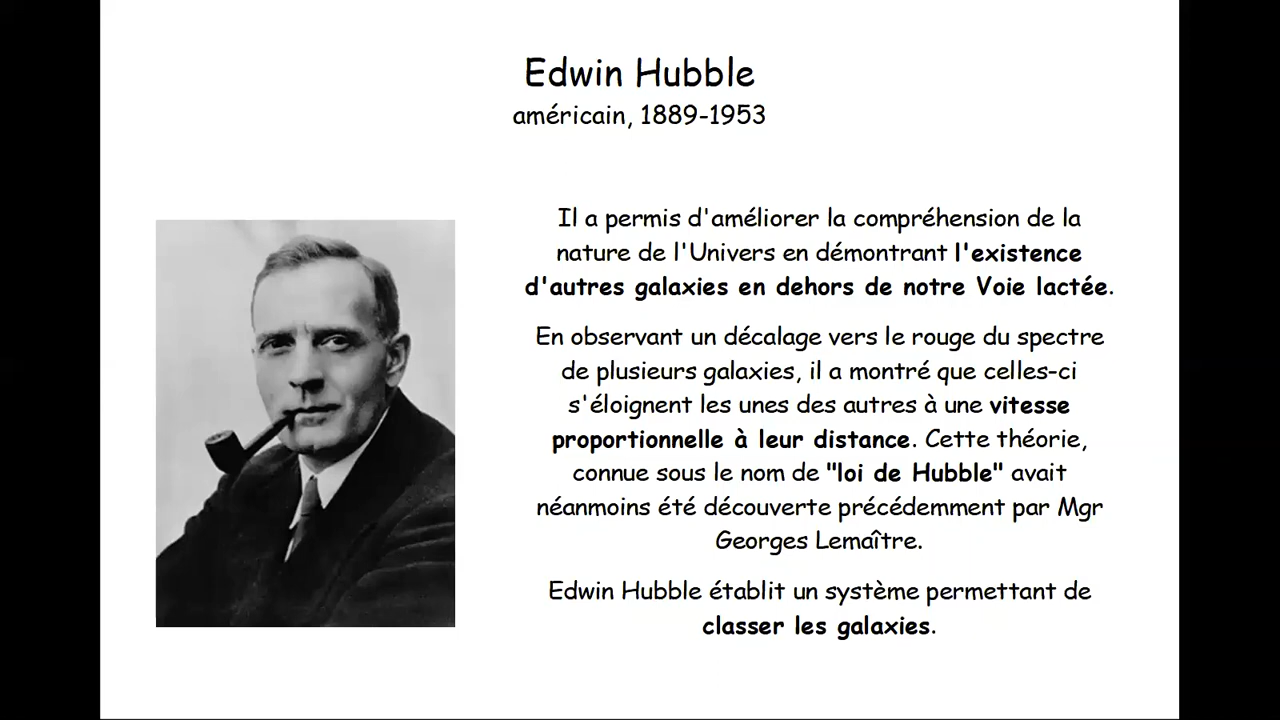 Edwin Hubble
américain, 1889-1953
Il a permis d'améliorer la compréhension de la
nature de l'Univers en démontrant l'existence
d'autres galaxies en dehors de notre Voie lactée.
En observant un décalage vers le rouge du spectre
de plusieurs galaxies, il a montré que celles-ci
s'éloignent les unes des autres à une vitesse
proportionnelle à leur distance. Cette théorie,
connue sous le nom de "loi de Hubble" avait
néanmoins été découverte précédemment par Mgr
Georges Lemaître.
Edwin Hubble établit un système permettant de
classer les galaxies.